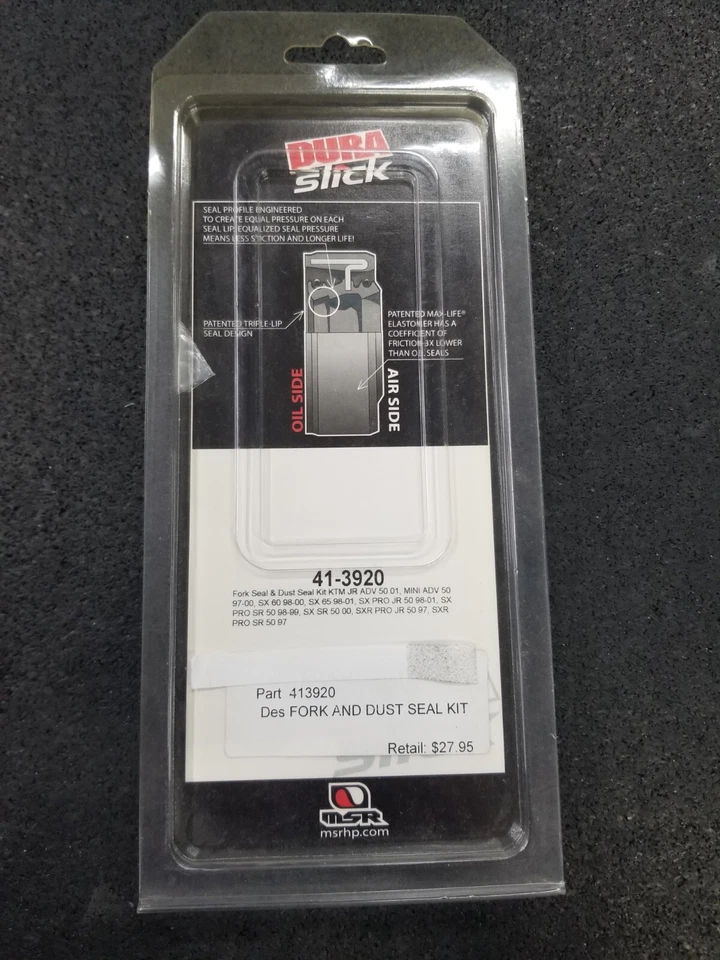 DURA
STICK
SEAL PROFILE ENGINEERED
TO CREATE EQUAL PRESSURE ON EACH
SEAL LIP. EQUALIZED SEAL PRESSURE
MEANS LESS STICTION AND LONGER LIFE!
PATENTED TRIPLE-LIP
SEAL DESIGN
PATENTED MAX-LIFE®
ELASTOMER HAS A
COEFFICIENT OF
FRICTION 3X LOWER
THAN OIL SEALS
OIL SIDE
AIR SIDE
41-3920
Fork Seal & Dust Seal Kit KTM JR ADV 50 01, MINI ADV 50
97-00, SX 60 98-00, SX 65 98-01, SX PRO JR 50 98-01, SX
PRO SR 50 98-99, SX SR 50 00, SXR PRO JR 50 97, SXR
PRO SR 50 97
Part 413920
Des FORK AND DUST SEAL KIT
Retail: $27.95
STICK
MSR
msrhp.com